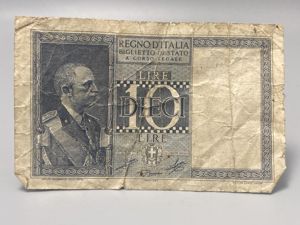 REGNO D'ITALIA
BIGLIETTO DI STATO
A CORSO LEGALE
LIRE
10
DIECI
LIRE